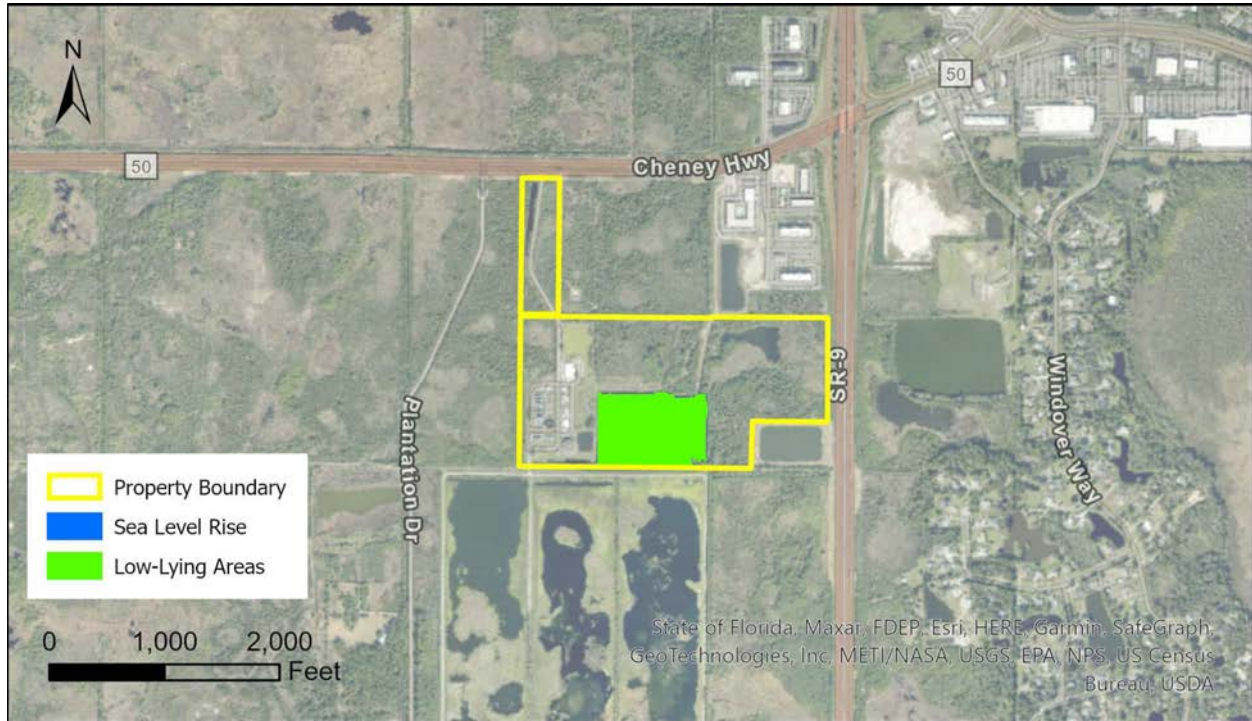 N
50
50
Cheney Hwy
SR-9
Plantation Dr
Windover Way
Property Boundary
Sea Level Rise
Low-Lying Areas
0 1,000 2,000
Feet
State of Florida, Maxar, FDEP, Esri, HERE, Garmin, SafeGraph,
GeoTechnologies, Inc, METI/NASA, USGS, EPA, NPS, US Census
Bureau, USDA